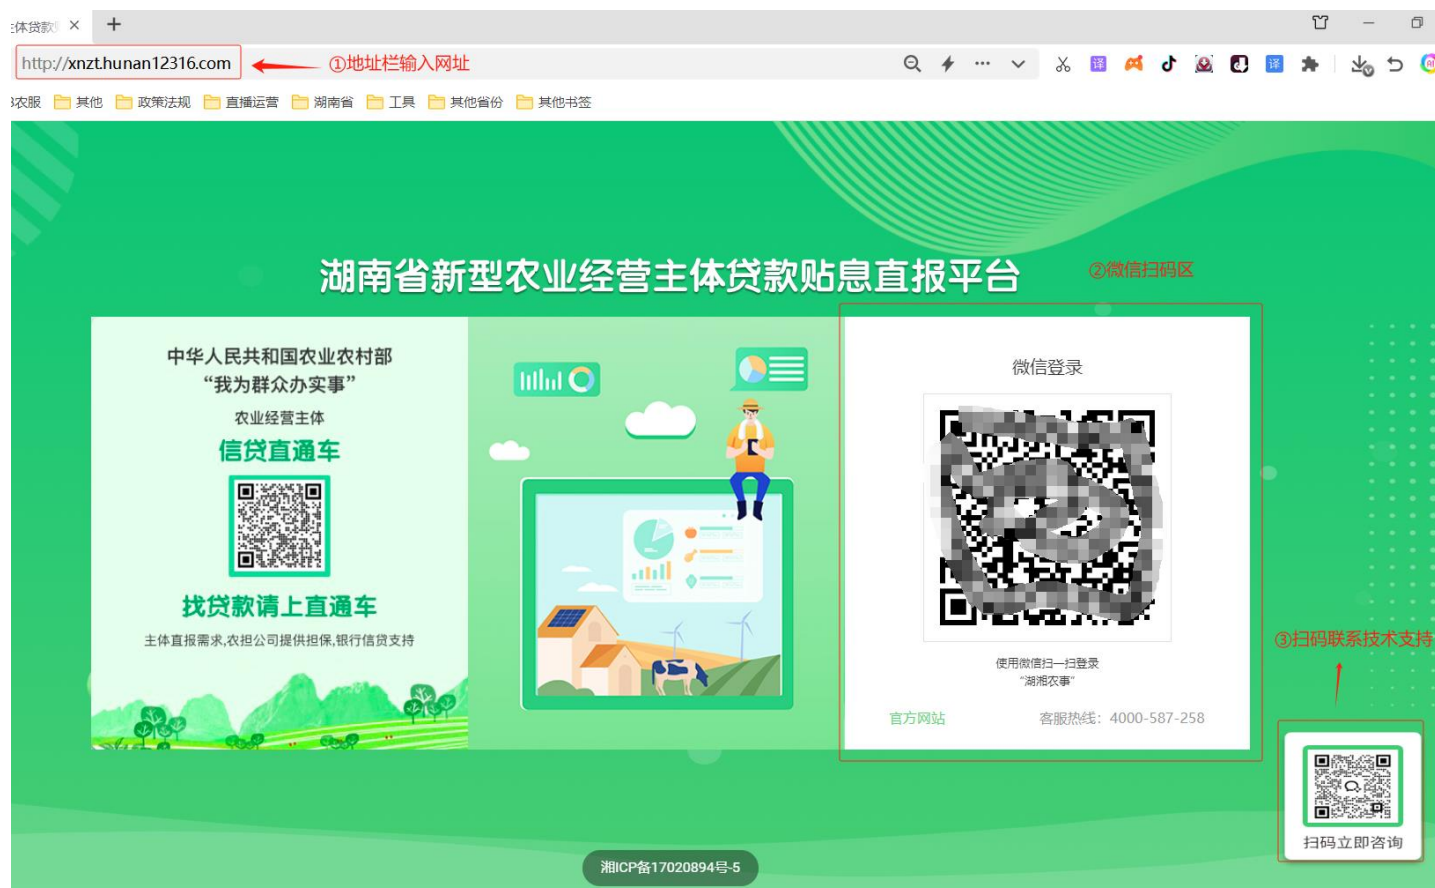 主体贷款
http://xnzt.hunan12316.com
①地址栏输入网址
农服 其他 政策法规 直播运营 湖南省 工具 其他省份 其他书签
湖南省新型农业经营主体贷款贴息直报平台
②微信扫码区
中华人民共和国农业农村部
“我为群众办实事”
农业经营主体
信贷直通车
找贷款请上直通车
主体直报需求,农担公司提供担保,银行信贷支持
微信登录
使用微信扫一扫登录
“湖湘农事”
官方网站 客服热线：4000-587-258
③扫码联系技术支持
扫码立即咨询
湘ICP备17020894号-5